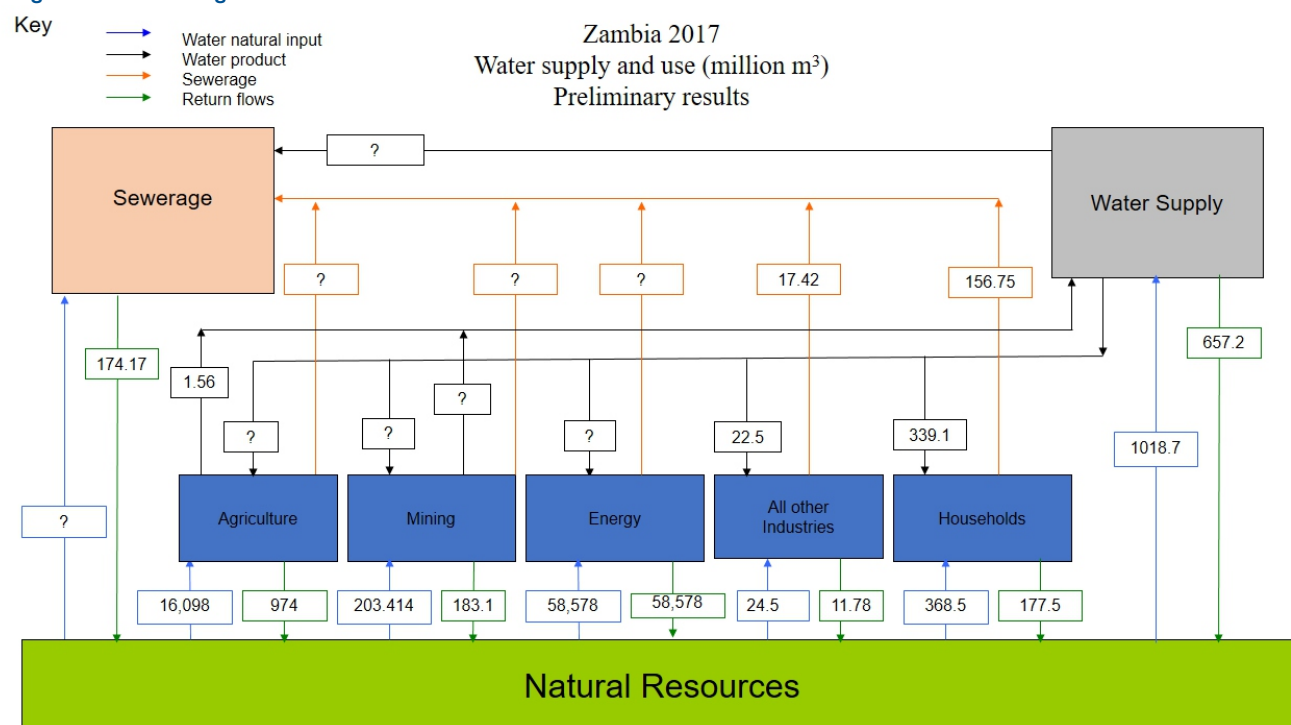 Key
Water natural input
Water product
Sewerage
Return flows
Zambia 2017
Water supply and use (million m³)
Preliminary results
Sewerage
?
Water Supply
?
?
?
17.42
156.75
174.17
1.56
?
657.2
?
?
?
22.5
339.1
1018.7
?
Agriculture
Mining
Energy
All other
Industries
Households
16,098
974
203.414
183.1
58,578
58,578
24.5
11.78
368.5
177.5
Natural Resources